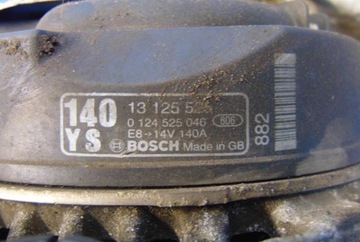 140
YS
13 125 52
0 124 525 046 806
E8→14V 140A
BOSCH Made in GB
882